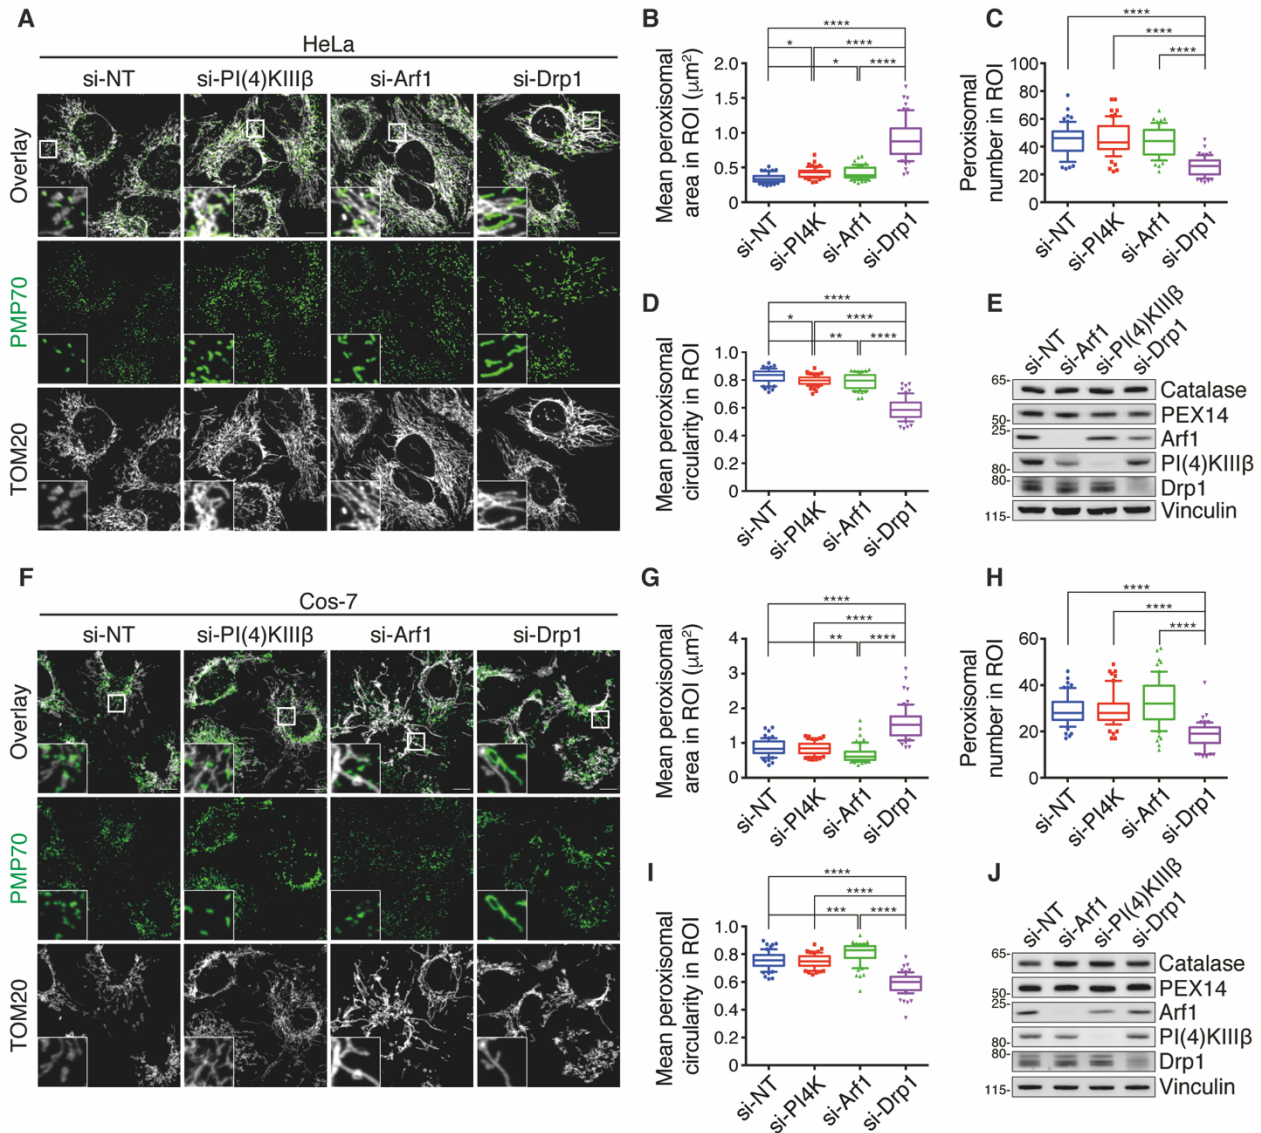 A
HeLa
si-NT
si-PI(4)KIIIβ
si-Arf1
si-Drp1
Overlay
PMP70
TOM20
B
****
* ****
* ****
Mean peroxisomal
area in ROI (μm²)
2.0
1.5
1.0
0.5
0
si-NT
si-PI4K
si-Arf1
si-Drp1
C
****
****
****
Peroxisomal
number in ROI
100
80
60
40
20
0
si-NT
si-PI4K
si-Arf1
si-Drp1
D
****
* ****
** ****
Mean peroxisomal
circularity in ROI
1.0
0.8
0.6
0.4
0.2
0
si-NT
si-PI4K
si-Arf1
si-Drp1
E
si-NT
si-Arf1
si-PI(4)KIIIβ
si-Drp1
65-
Catalase
50-
PEX14
25-
Arf1
80-
PI(4)KIIIβ
80-
Drp1
115-
Vinculin
F
Cos-7
si-NT
si-PI(4)KIIIβ
si-Arf1
si-Drp1
Overlay
PMP70
TOM20
G
****
****
** ****
Mean peroxisomal
area in ROI (μm²)
4
3
2
1
0
si-NT
si-PI4K
si-Arf1
si-Drp1
H
****
****
****
Peroxisomal
number in ROI
60
40
20
0
si-NT
si-PI4K
si-Arf1
si-Drp1
I
****
****
*** ****
Mean peroxisomal
circularity in ROI
1.0
0.8
0.6
0.4
0.2
0
si-NT
si-PI4K
si-Arf1
si-Drp1
J
si-NT
si-Arf1
si-PI(4)KIIIβ
si-Drp1
65-
Catalase
50-
PEX14
25-
Arf1
80-
PI(4)KIIIβ
80-
Drp1
115-
Vinculin